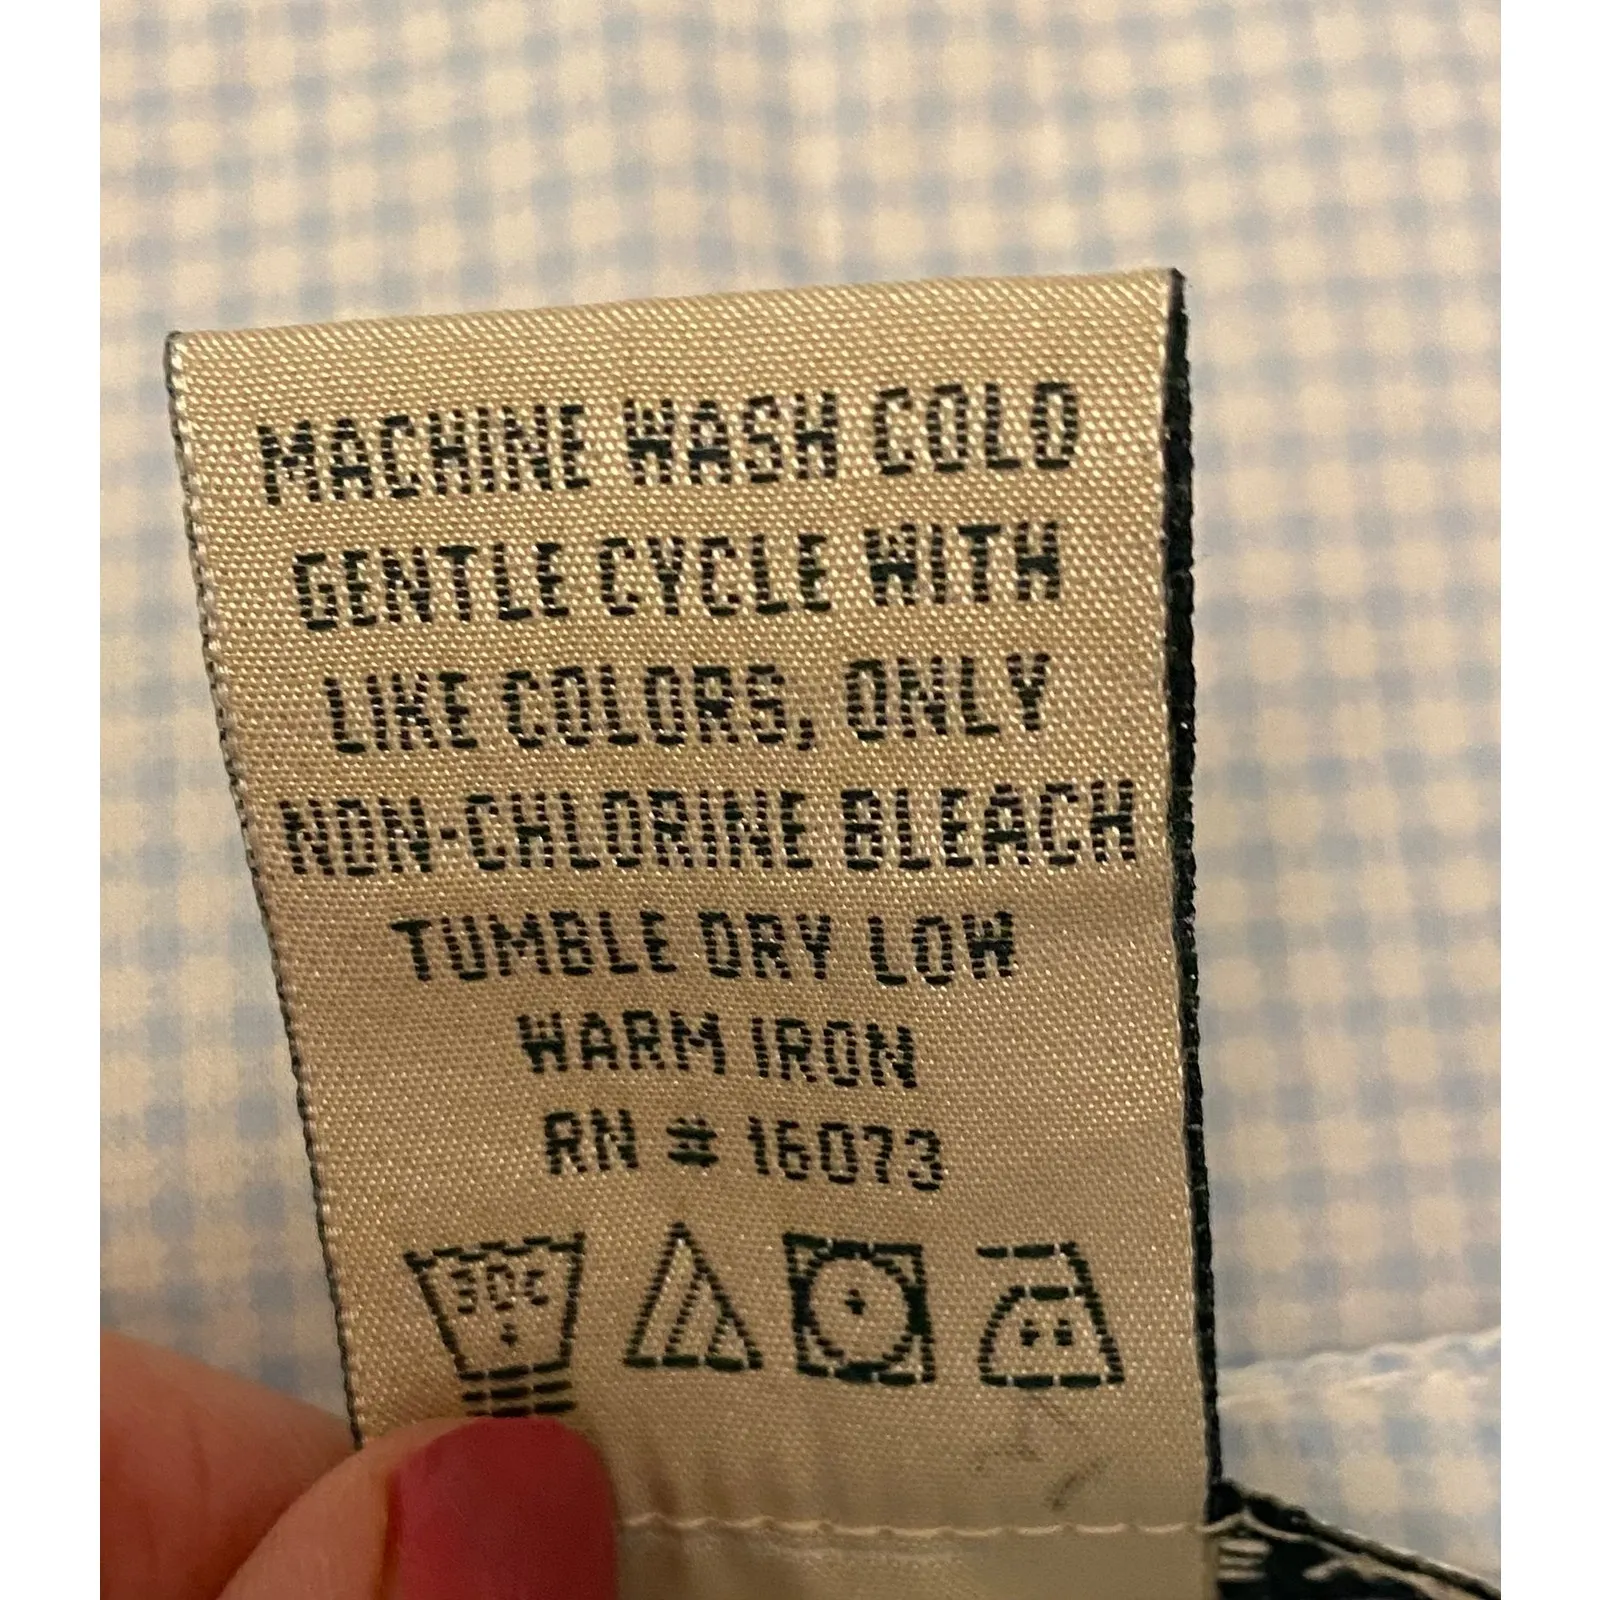 MACHINE WASH COLD
GENTLE CYCLE WITH
LIKE COLORS, ONLY
NON-CHLORINE BLEACH
TUMBLE DRY LOW
WARM IRON
RN # 16073
30c